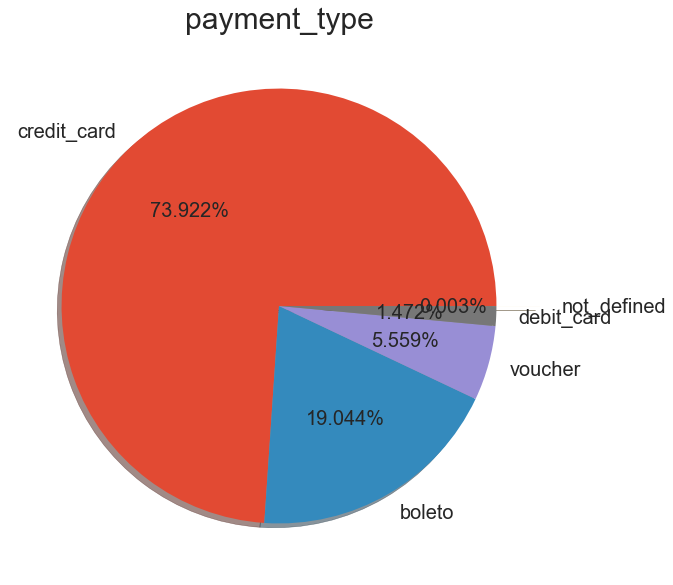 payment_type
credit_card
73.922%
0.003%
not_defined
1.472%
debit_card
5.559%
voucher
19.044%
boleto